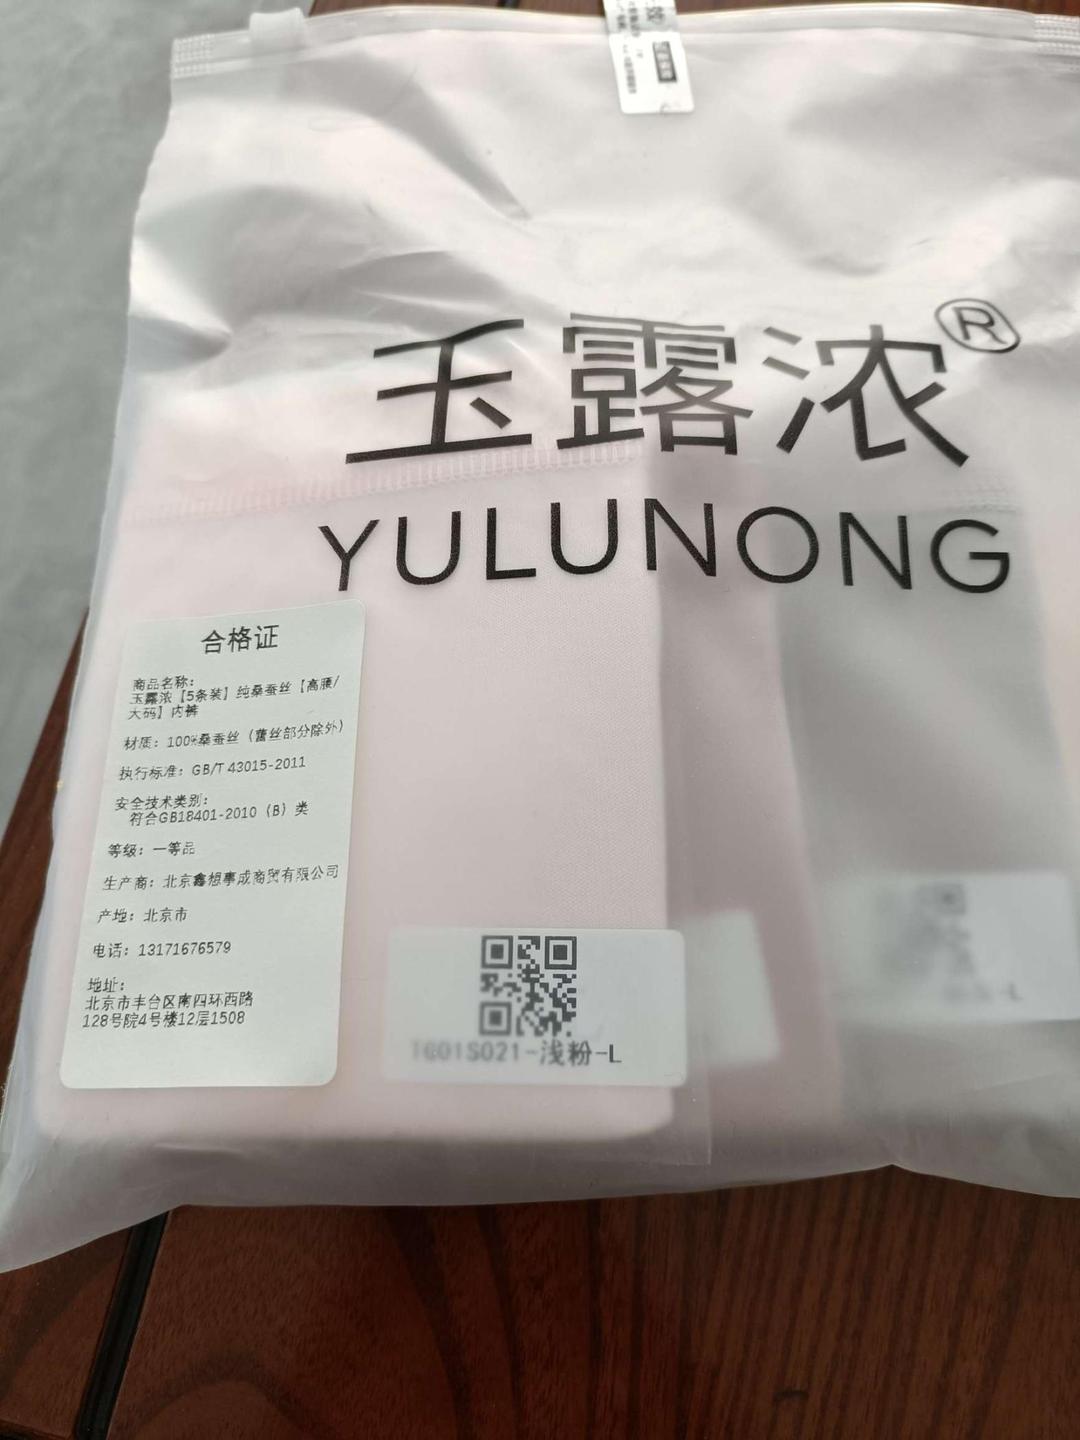 玉露浓®
YULUNONG
合格证
商品名称：
玉露浓【5条装】纯桑蚕丝【高腰/
大码】内裤
材质：100%桑蚕丝（蕾丝部分除外）
执行标准：GB/T 43015-2011
安全技术类别：
符合GB18401-2010（B）类
等级：一等品
生产商：北京鑫想事成商贸有限公司
产地：北京市
电话：13171676579
地址：
北京市丰台区南四环西路
128号院4号楼12层1508
T601S021-浅粉-L